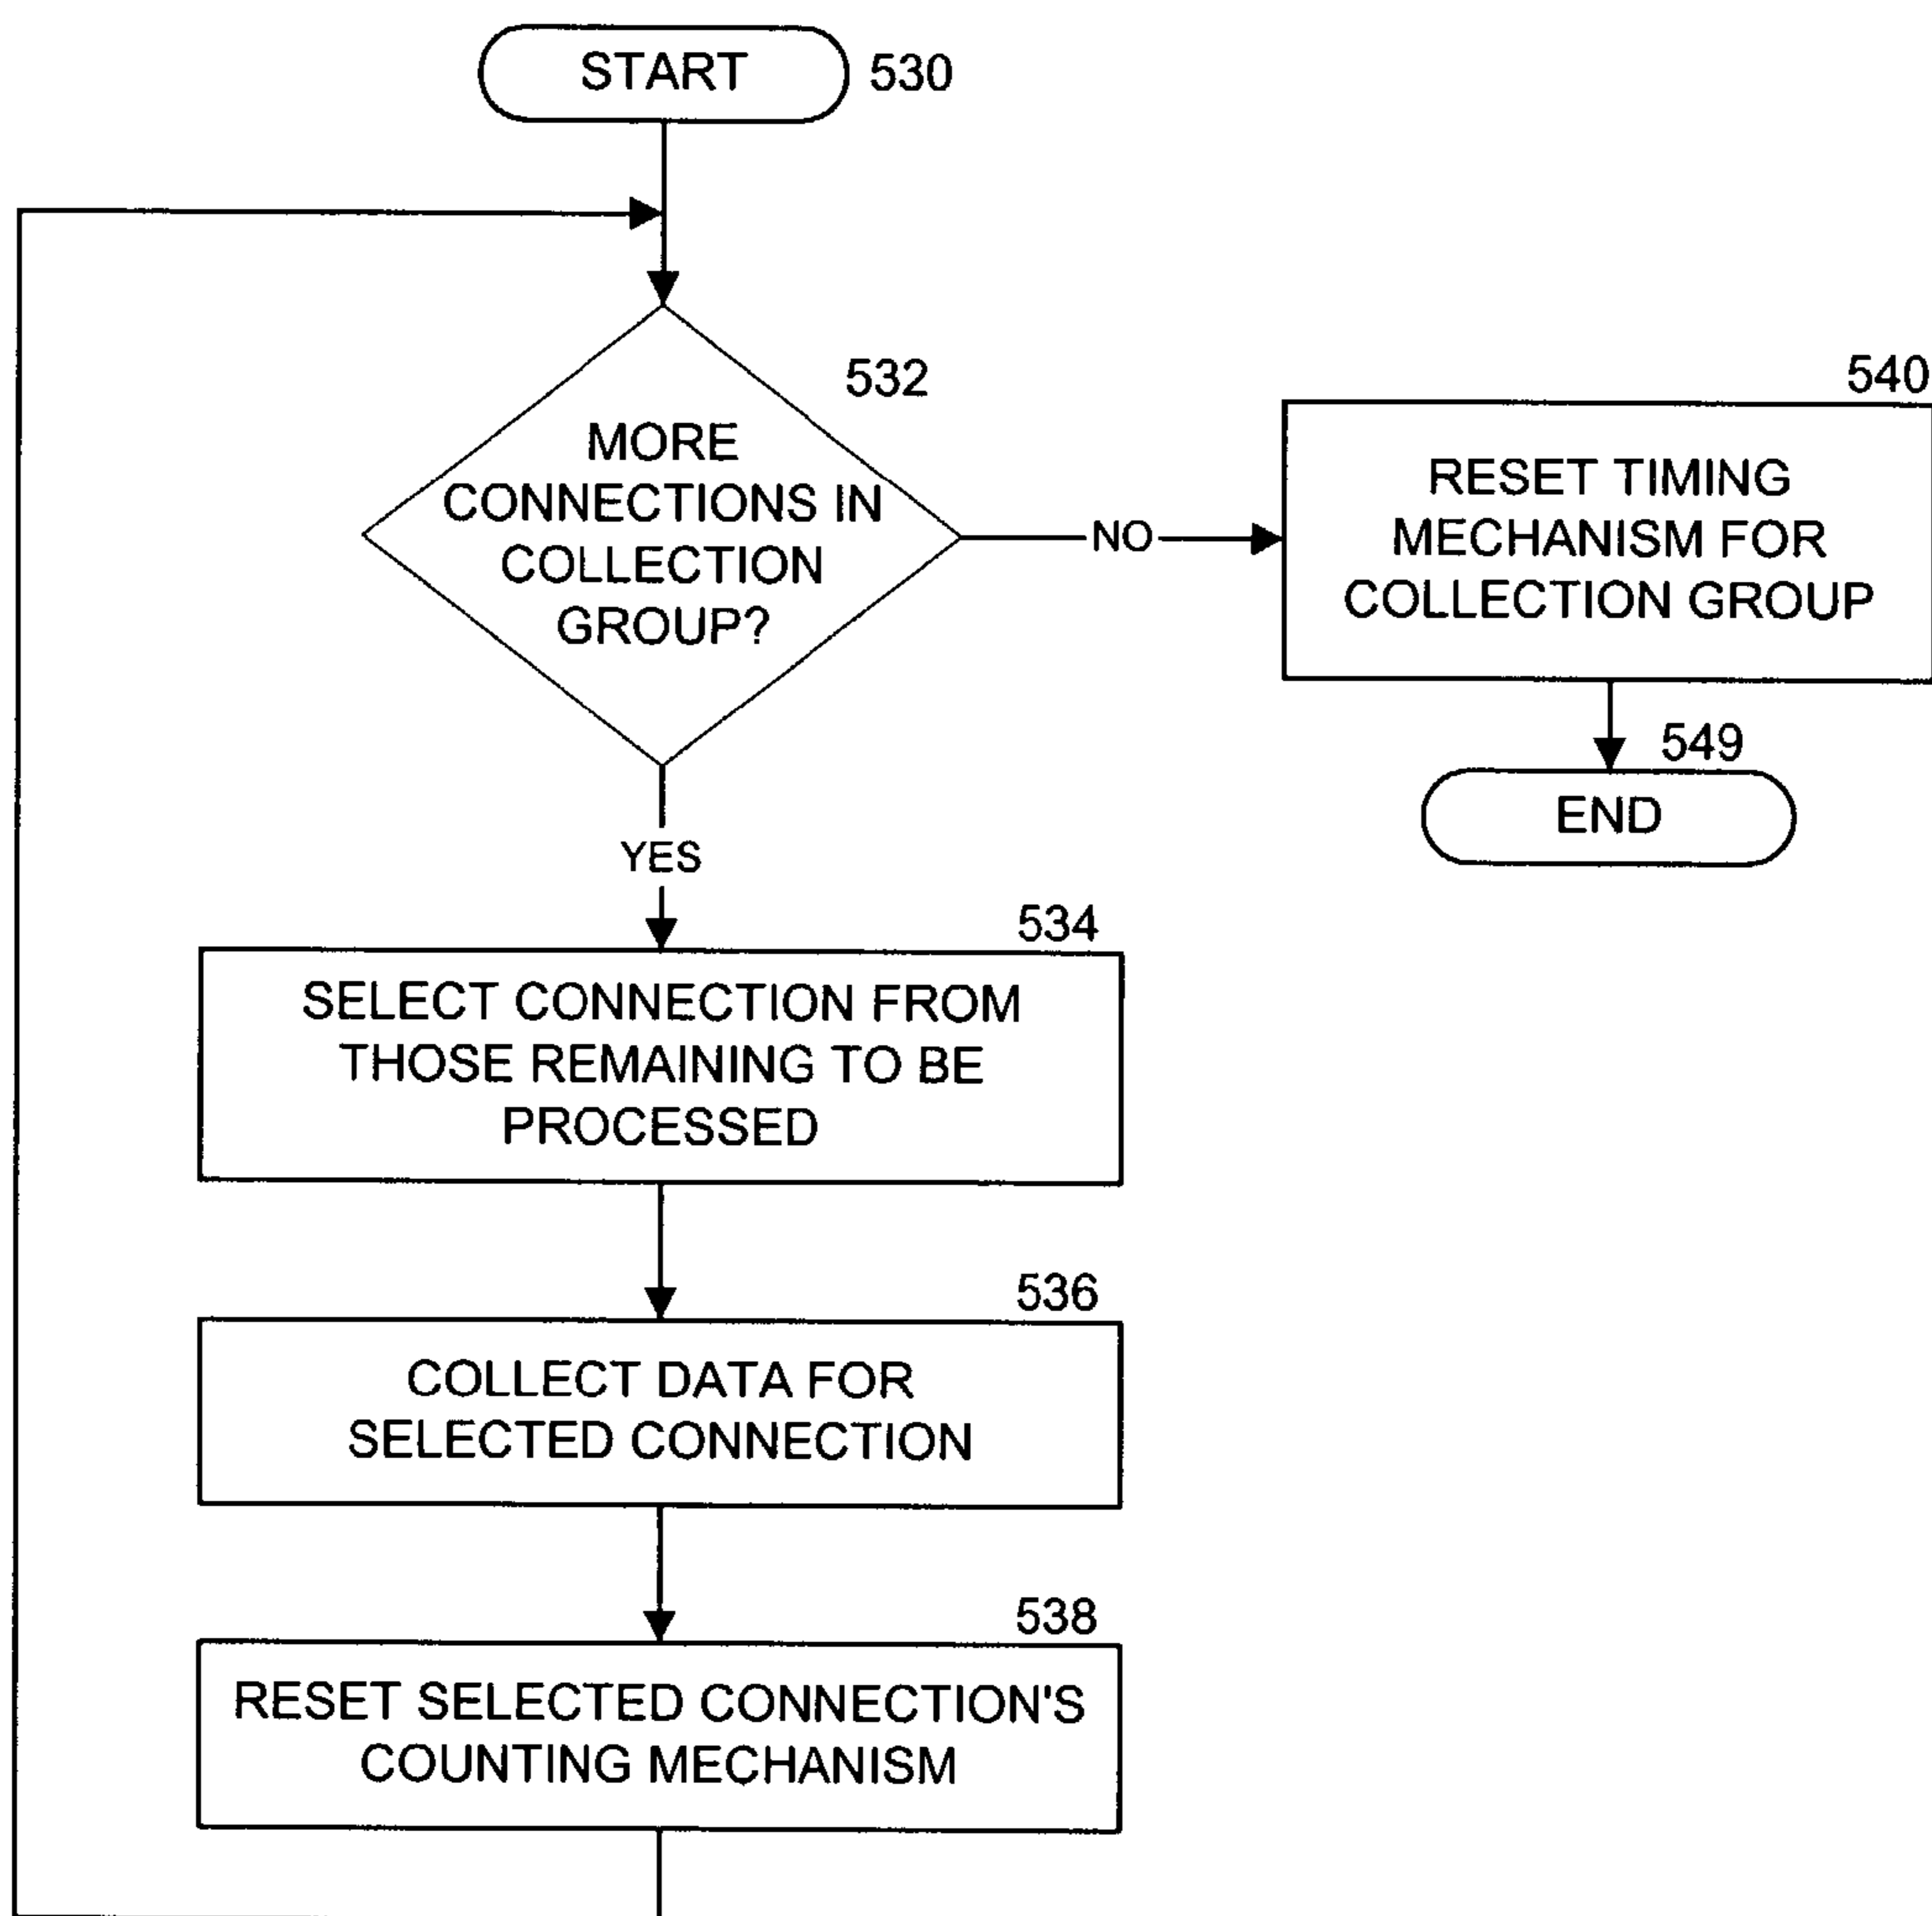 START
530
532
MORE
CONNECTIONS IN
COLLECTION
GROUP?
NO
540
RESET TIMING
MECHANISM FOR
COLLECTION GROUP
549
END
YES
534
SELECT CONNECTION FROM
THOSE REMAINING TO BE
PROCESSED
536
COLLECT DATA FOR
SELECTED CONNECTION
538
RESET SELECTED CONNECTION'S
COUNTING MECHANISM